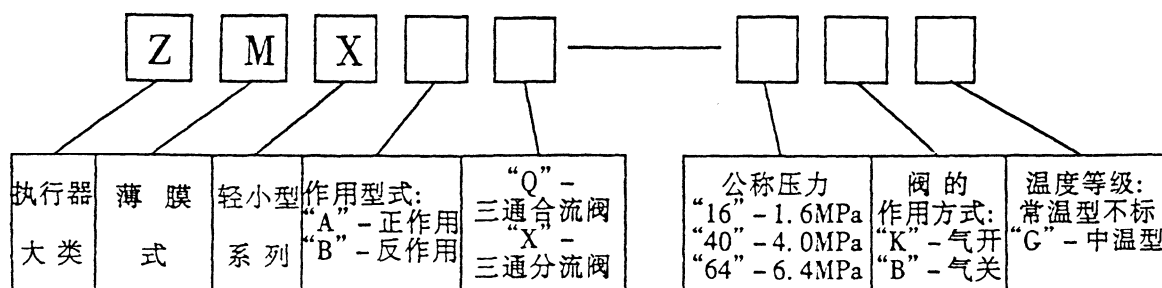 Z M X
执行器
大类
薄膜
式
轻小型
系列
作用型式:
“A”-正作用
“B”-反作用
“Q”-
三通合流阀
“X”-
三通分流阀
公称压力
“16”-1.6MPa
“40”-4.0MPa
“64”-6.4MPa
阀的
作用方式:
“K”-气开
“B”-气关
温度等级:
常温型不标
“G”-中温型